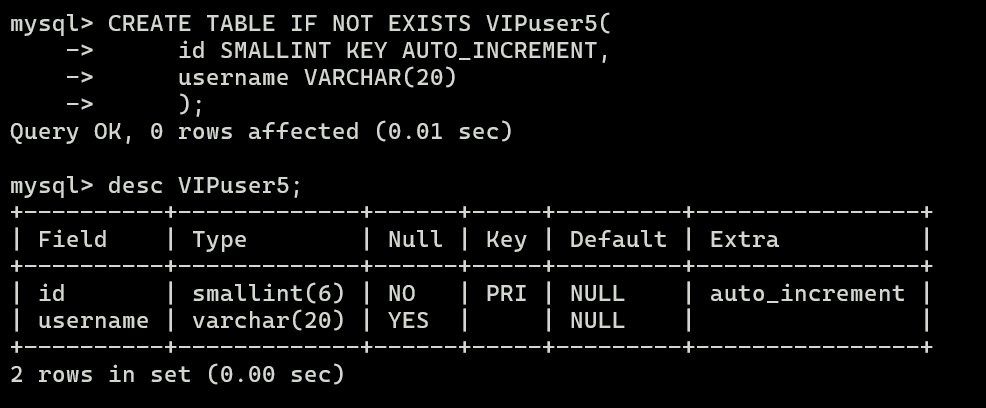 mysql> CREATE TABLE IF NOT EXISTS VIPuser5(
    ->      id SMALLINT KEY AUTO_INCREMENT,
    ->      username VARCHAR(20)
    ->      );
Query OK, 0 rows affected (0.01 sec)

mysql> desc VIPuser5;
+----------+-------------+------+-----+---------+----------------+
| Field    | Type        | Null | Key | Default | Extra          |
+----------+-------------+------+-----+---------+----------------+
| id       | smallint(6) | NO   | PRI | NULL    | auto_increment |
| username | varchar(20) | YES  |     | NULL    |                |
+----------+-------------+------+-----+---------+----------------+
2 rows in set (0.00 sec)